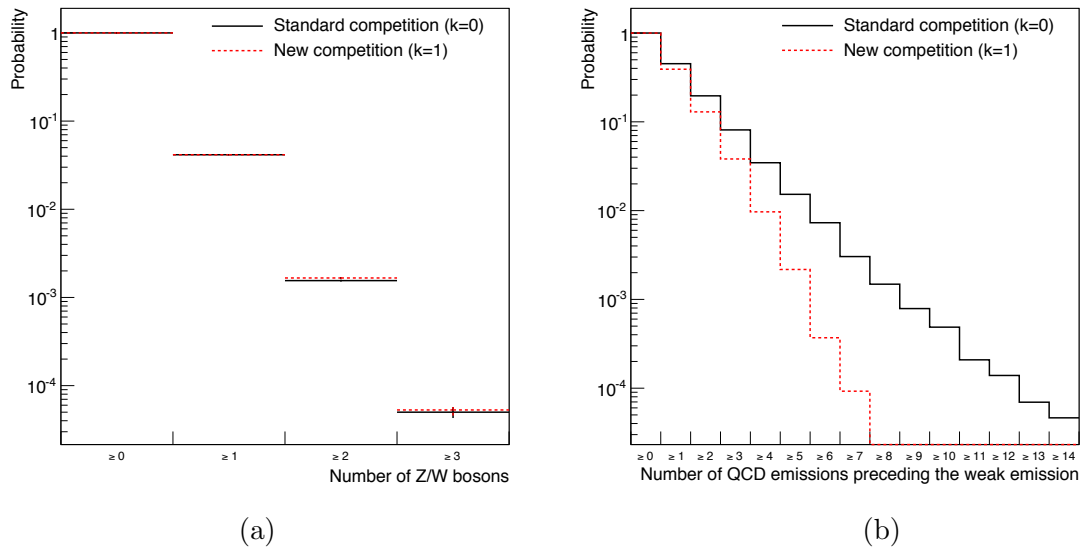 Probability
1
10⁻¹
10⁻²
10⁻³
10⁻⁴
Standard competition (k=0)
New competition (k=1)
≥ 0 ≥ 1 ≥ 2 ≥ 3
Number of Z/W bosons
(a)
Probability
1
10⁻¹
10⁻²
10⁻³
10⁻⁴
Standard competition (k=0)
New competition (k=1)
≥ 0 ≥ 1 ≥ 2 ≥ 3 ≥ 4 ≥ 5 ≥ 6 ≥ 7 ≥ 8 ≥ 9 ≥ 10 ≥ 11 ≥ 12 ≥ 13 ≥ 14
Number of QCD emissions preceding the weak emission
(b)